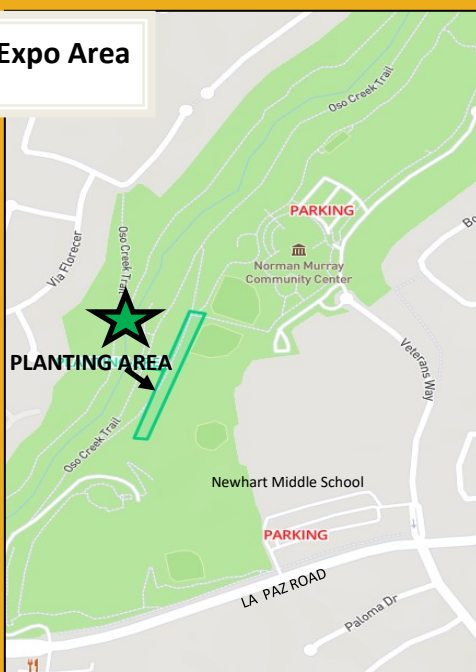 Expo Area
Oso Creek Trail
PARKING
Norman Murray
Community Center
Via Florecer
Oso Creek Trail
PLANTING AREA
Veterans Way
Oso Creek Trail
Newhart Middle School
PARKING
LA PAZ ROAD
Paloma Dr